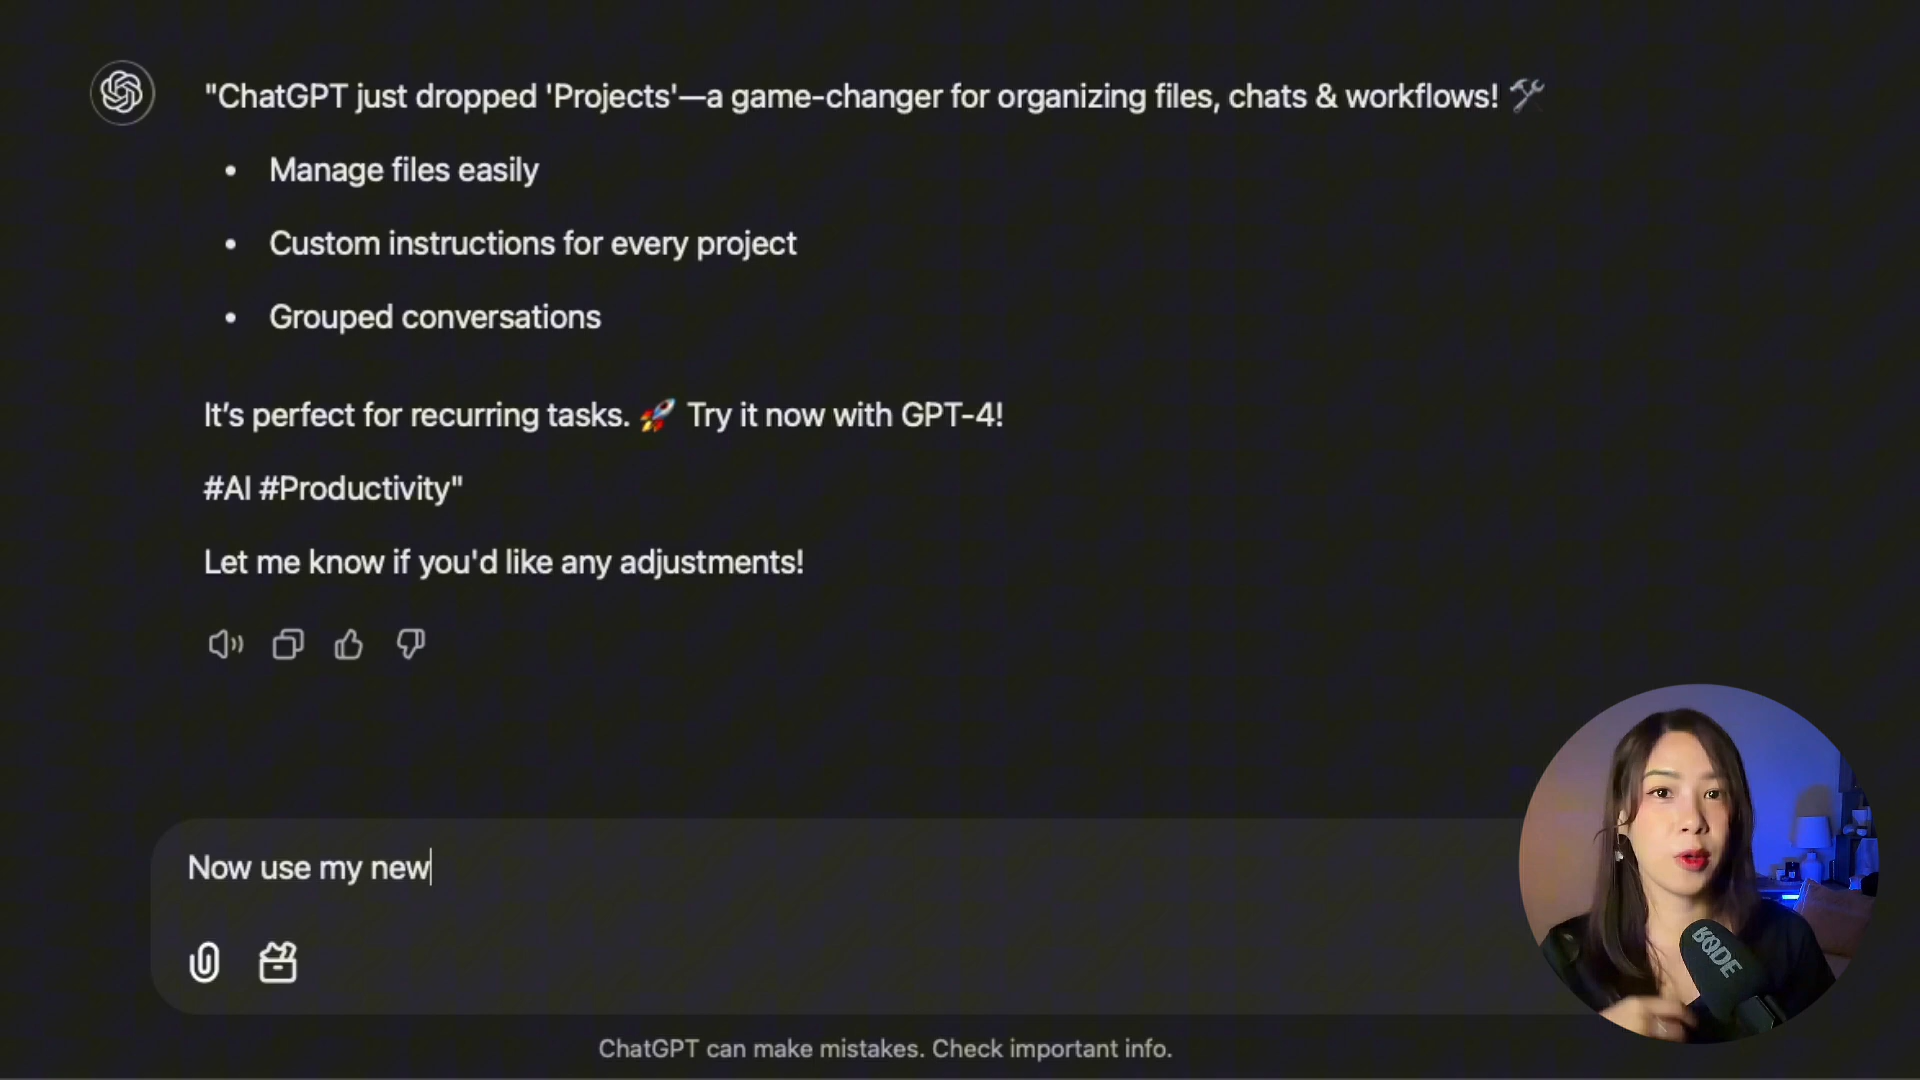 "ChatGPT just dropped 'Projects'—a game-changer for organizing files, chats & workflows! 🛠️
• Manage files easily
• Custom instructions for every project
• Grouped conversations
It’s perfect for recurring tasks. 🚀 Try it now with GPT-4!
#AI #Productivity"
Let me know if you'd like any adjustments!
Now use my new
RØDE
ChatGPT can make mistakes. Check important info.